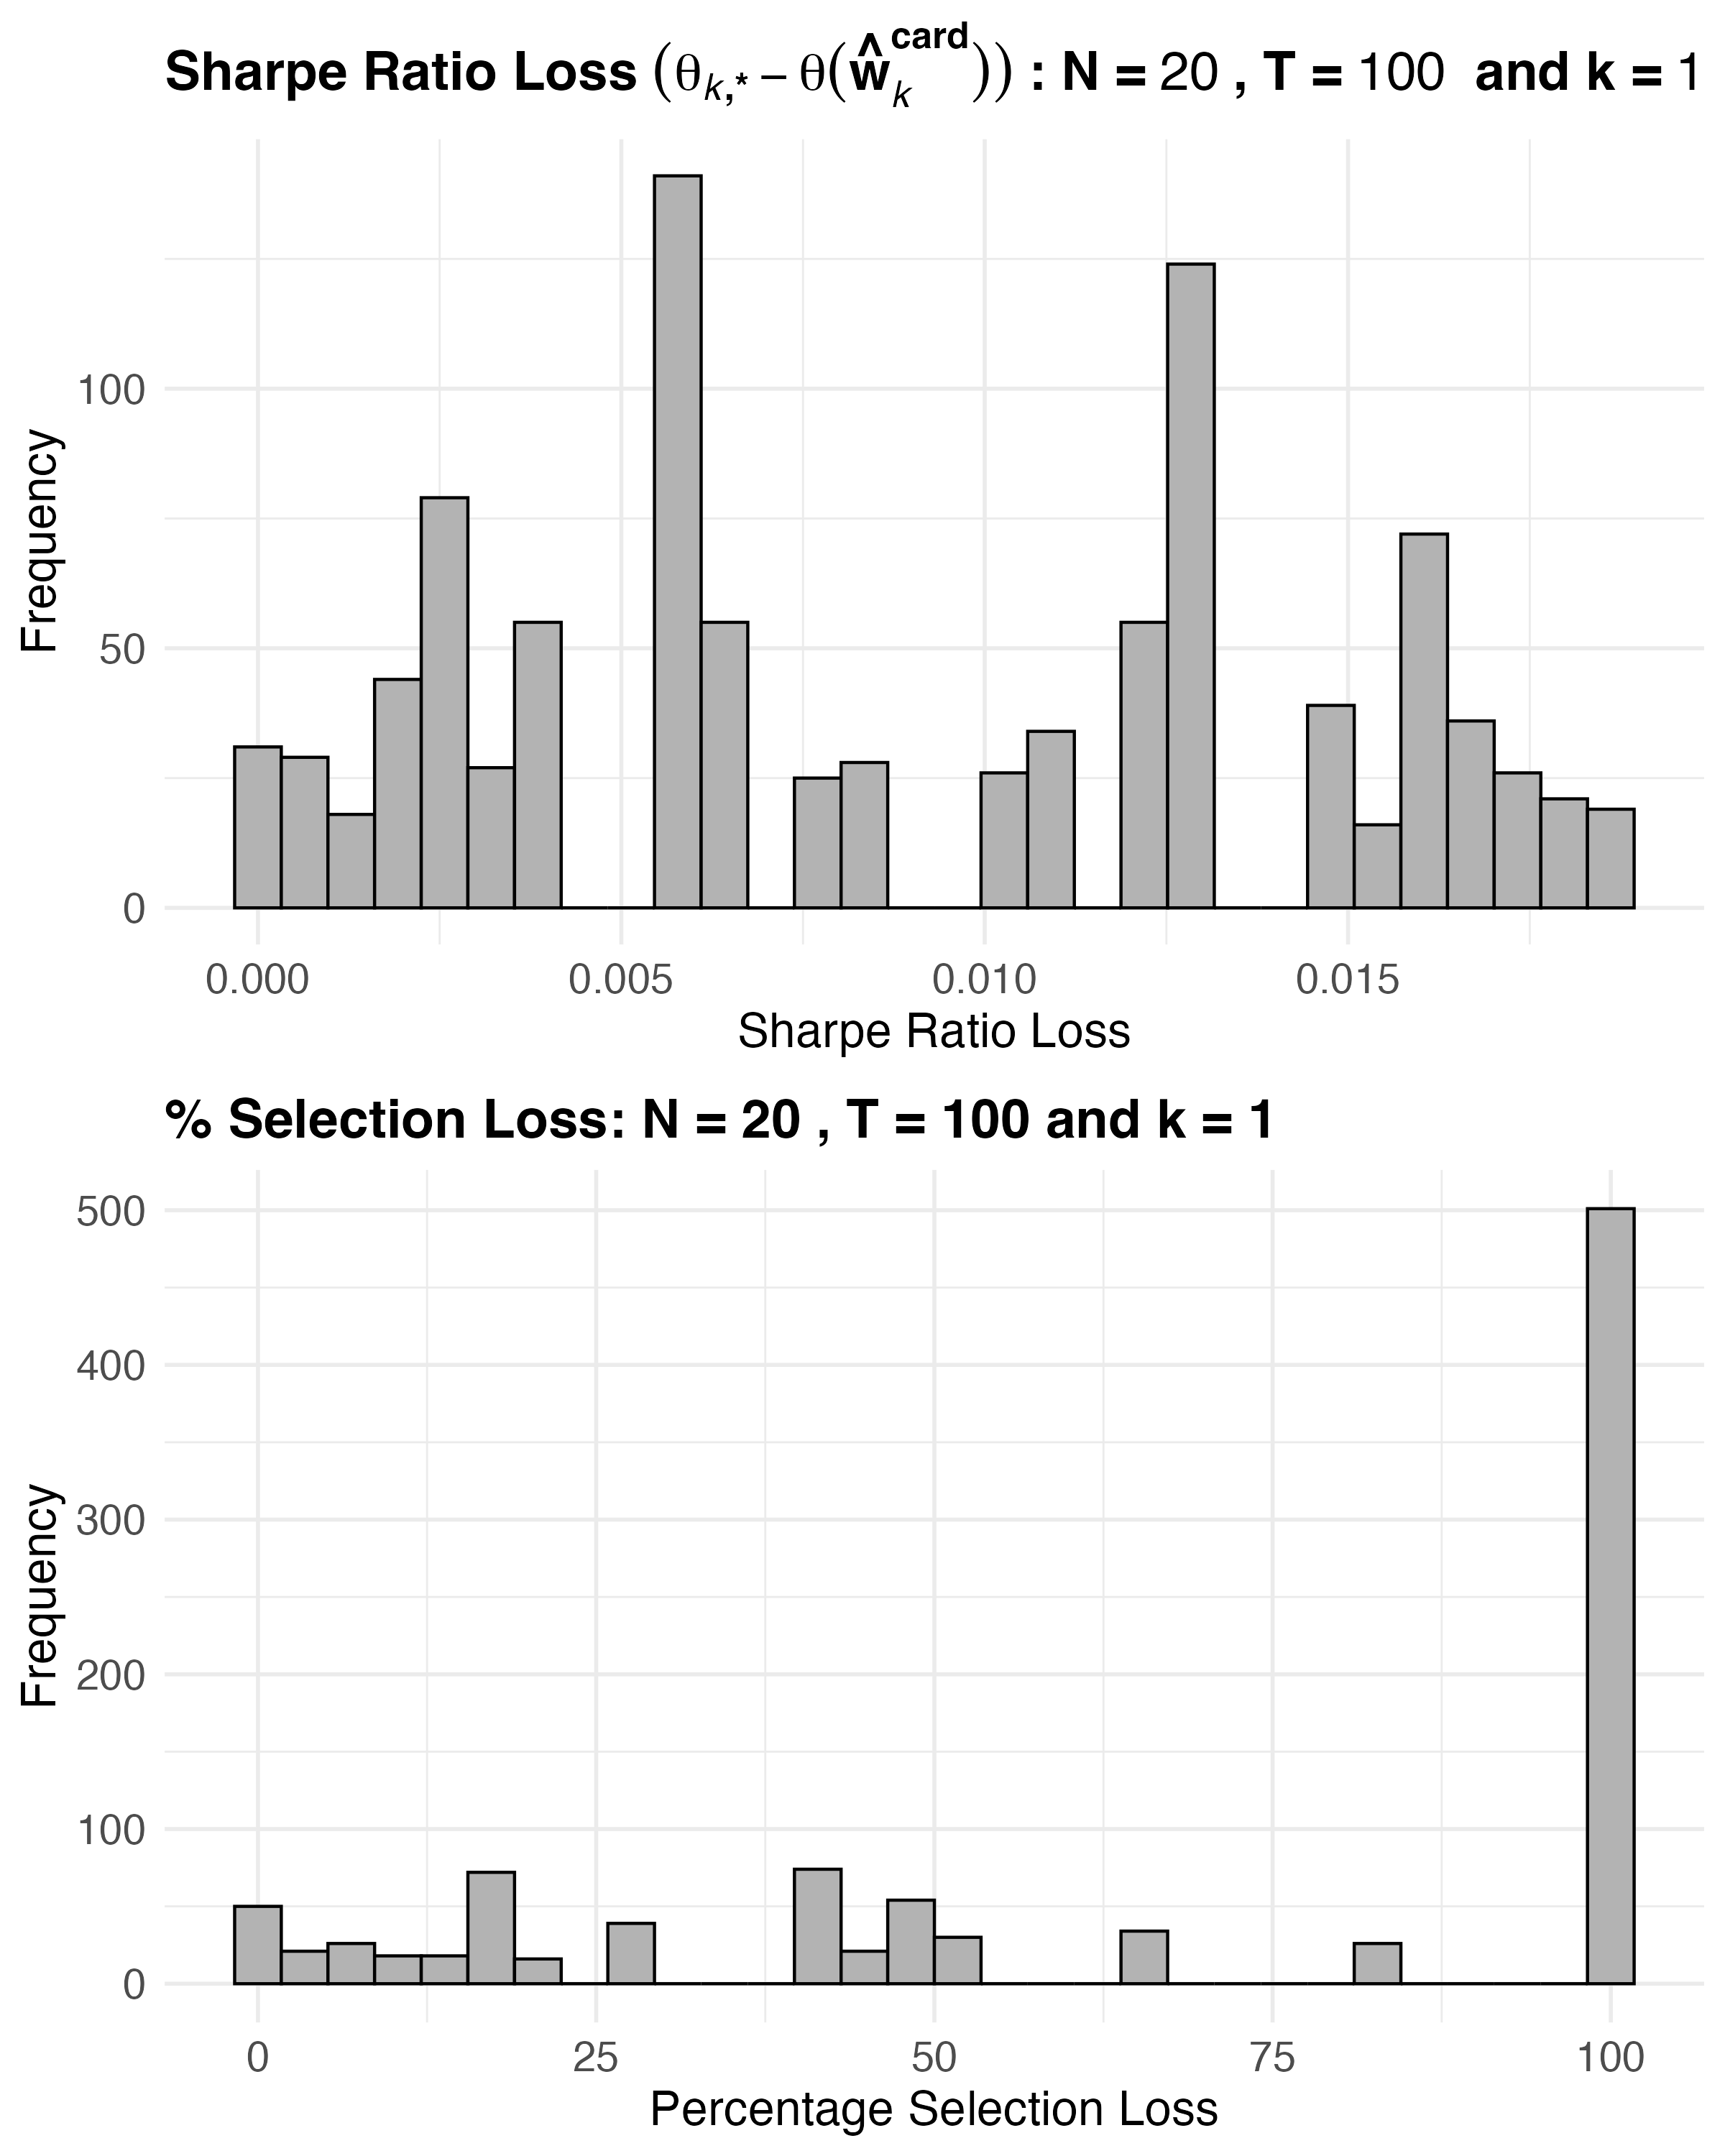 Sharpe Ratio Loss (θk,* − θ(ŵk^card)) : N = 20 , T = 100 and k = 1
100
50
0
Frequency
0.000 0.005 0.010 0.015
Sharpe Ratio Loss
% Selection Loss: N = 20 , T = 100 and k = 1
500
400
300
200
100
0
Frequency
0 25 50 75 100
Percentage Selection Loss